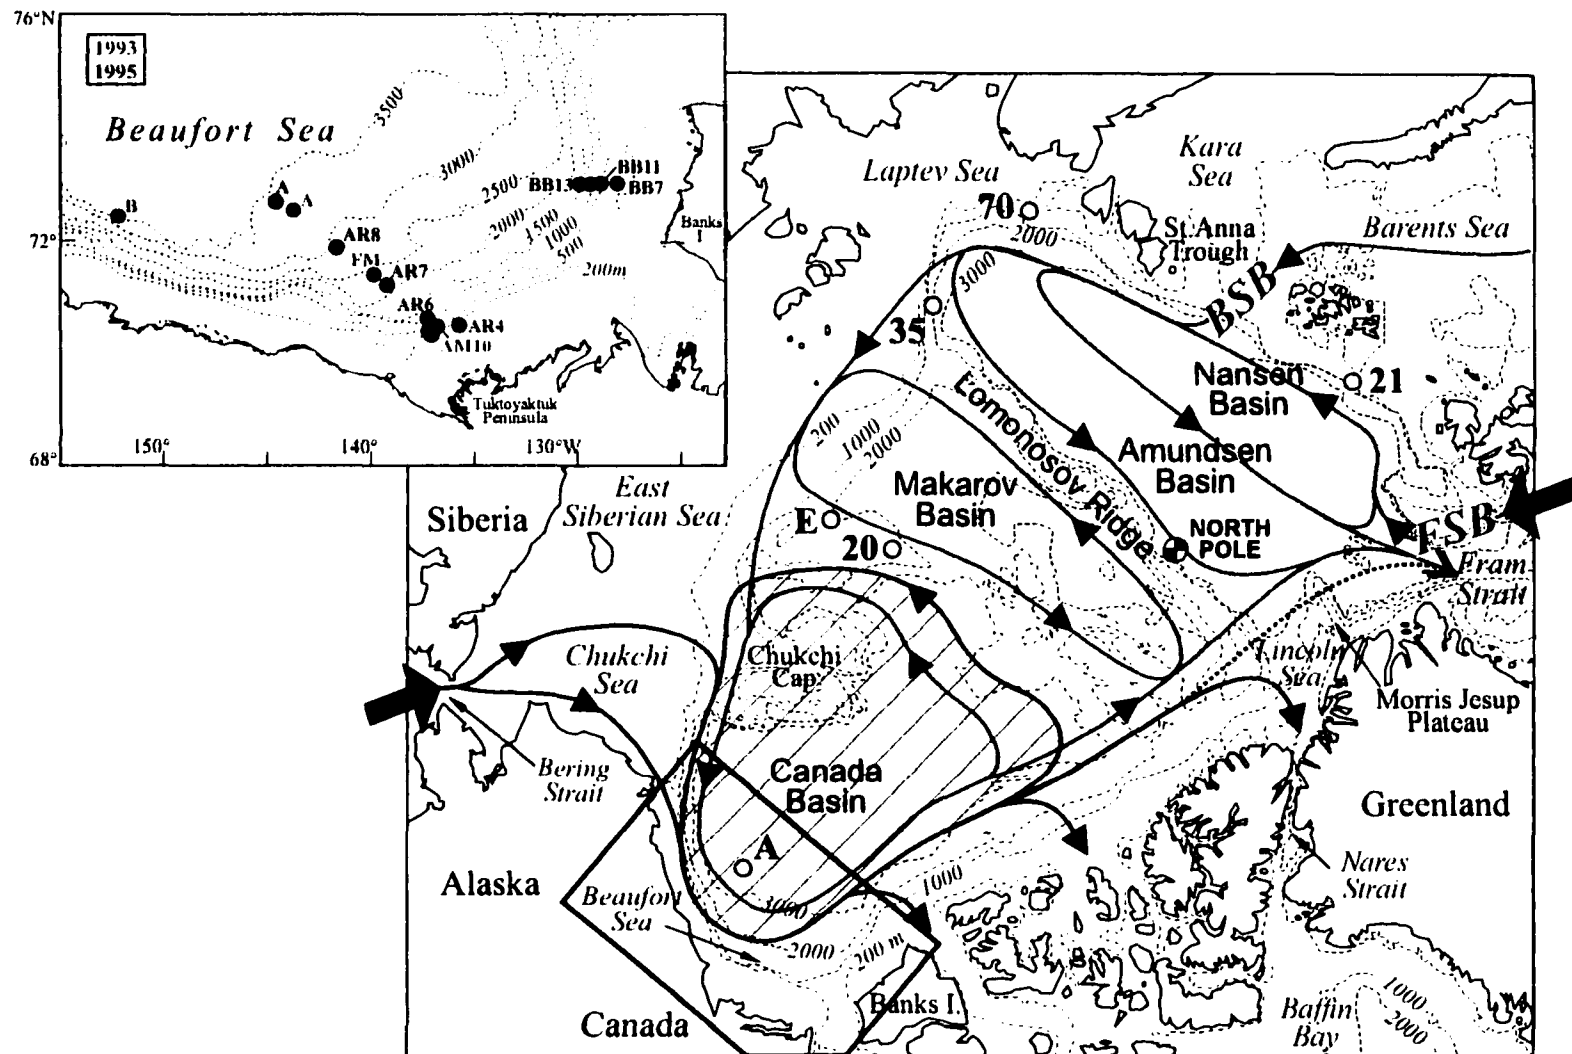 76°N
1993
1995
Beaufort Sea
3500
3000
2500
2000
1500
1000
500
200m
BB13
BB11
BB7
B
A
A
AR8
FM
AR7
AR6
AR4
AM10
Banks
I.
72°
Tuktoyaktuk
Peninsula
68°
150°
140°
130°W
Laptev Sea
Kara
Sea
70
2000
St. Anna
Trough
Barents Sea
3000
BSB
35
Nansen
Basin
21
Lomonosov Ridge
200
1000
2000
Amundsen
Basin
Makarov
Basin
East
Siberian Sea
Siberia
E
20
NORTH
POLE
FSB
Fram
Strait
Chukchi
Sea
Chukchi
Cap
Lincoln
Sea
Morris Jesup
Plateau
Bering
Strait
Canada
Basin
Greenland
A
Alaska
Beaufort
Sea
3000
1000
2000
200 m
Nares
Strait
Banks I.
Canada
Baffin
Bay
1000
2000